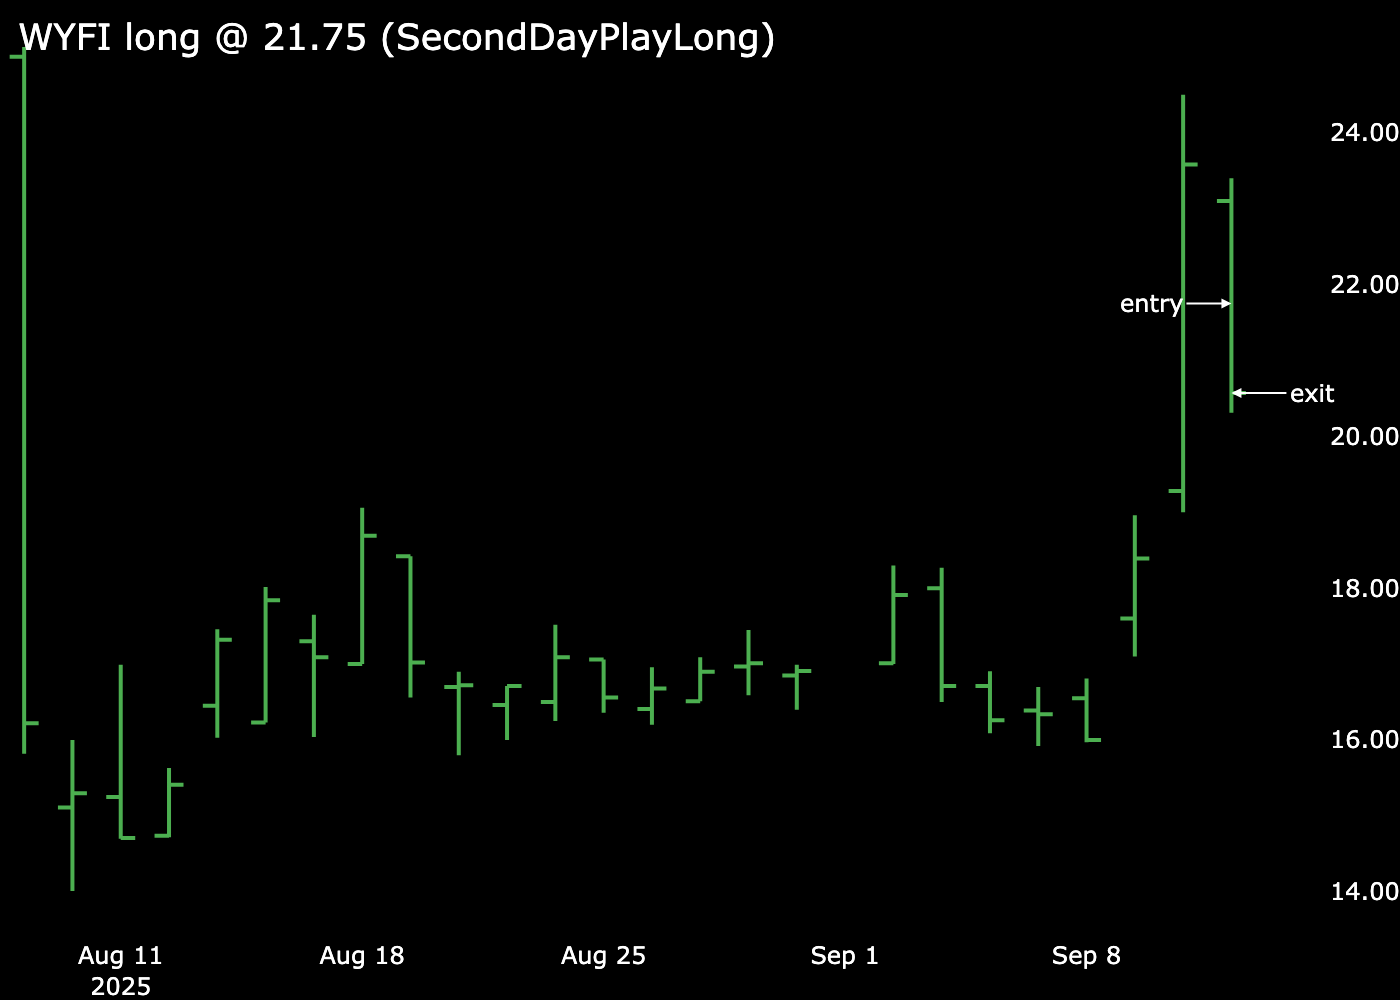 WYFI long @ 21.75 (SecondDayPlayLong)
24.00
22.00
entry
exit
20.00
18.00
16.00
14.00
Aug 11
2025
Aug 18
Aug 25
Sep 1
Sep 8